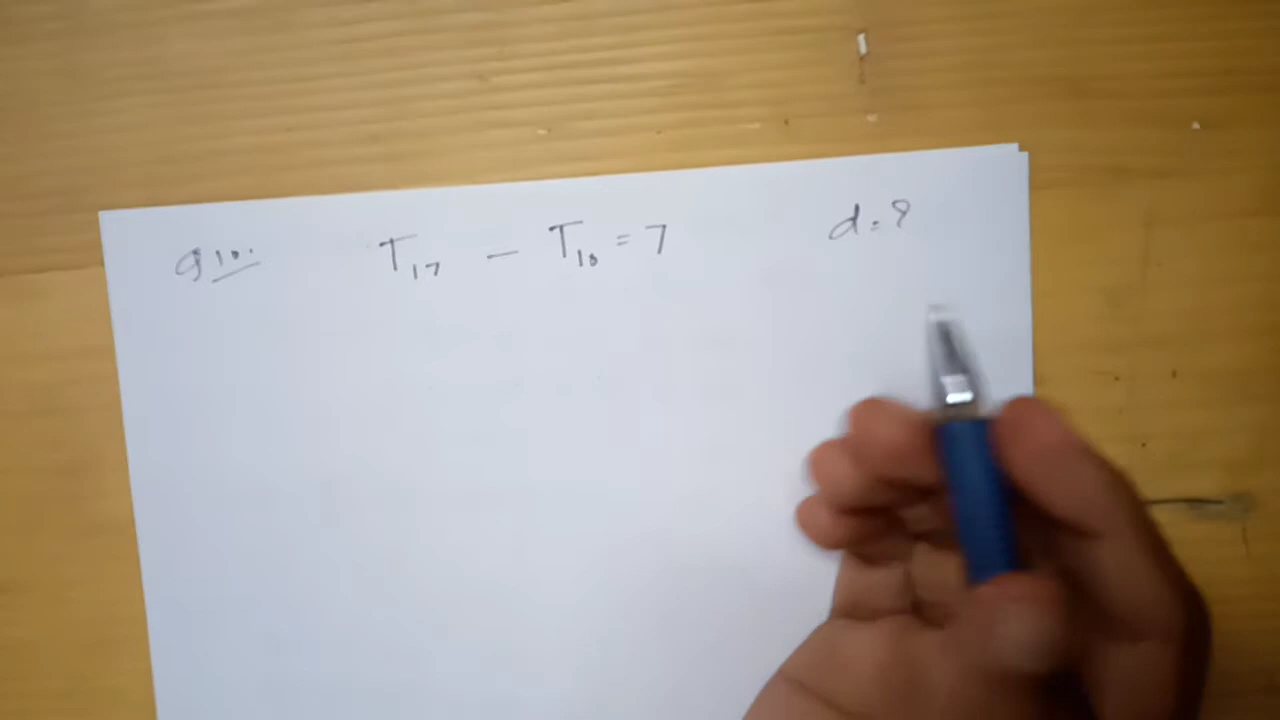 Q10. T17 - T10 = 7 d = ?